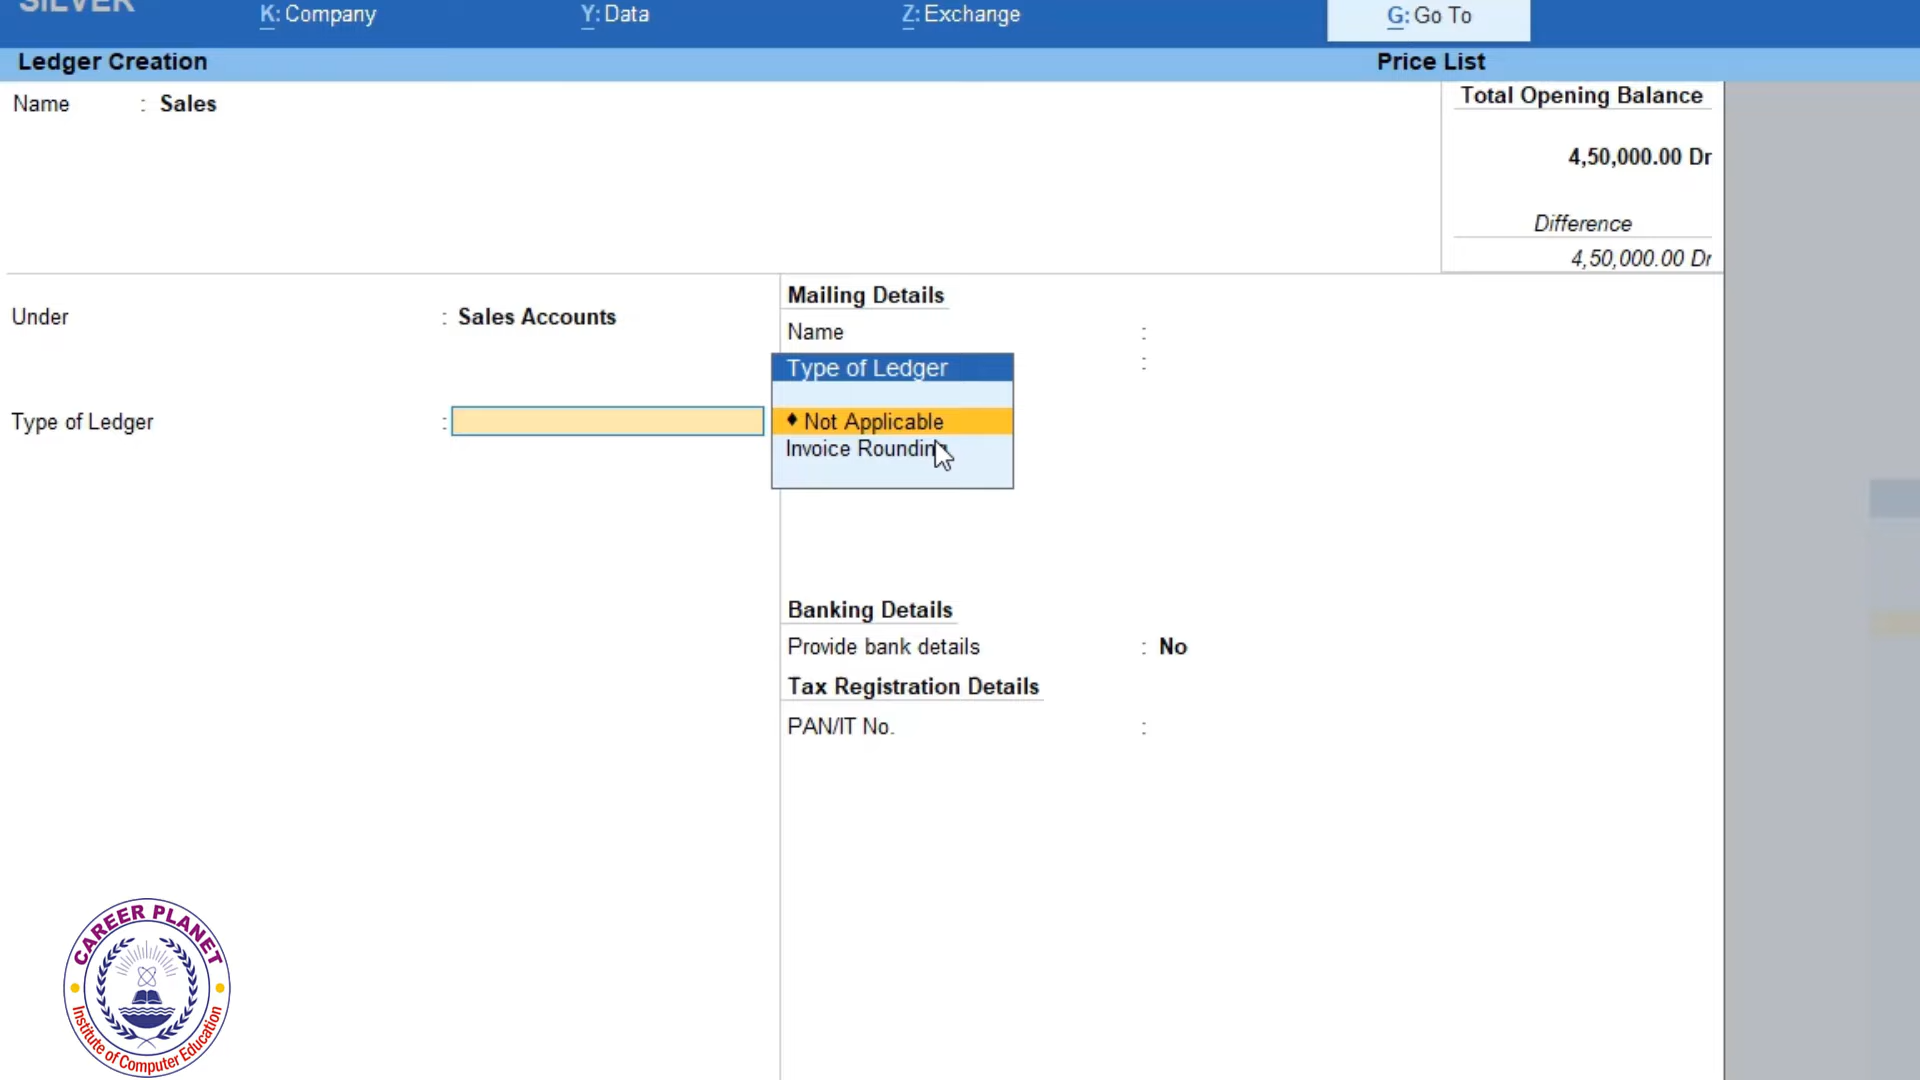 SILVER
K: Company
Y: Data
Z: Exchange
G: Go To
Ledger Creation
Price List
Name : Sales
Total Opening Balance
4,50,000.00 Dr
Difference
4,50,000.00 Dr
Under : Sales Accounts
Mailing Details
Name :
:
Type of Ledger :
Type of Ledger
♦ Not Applicable
Invoice Rounding
Banking Details
Provide bank details : No
Tax Registration Details
PAN/IT No. :
CAREER PLANET
Institute of Computer Education